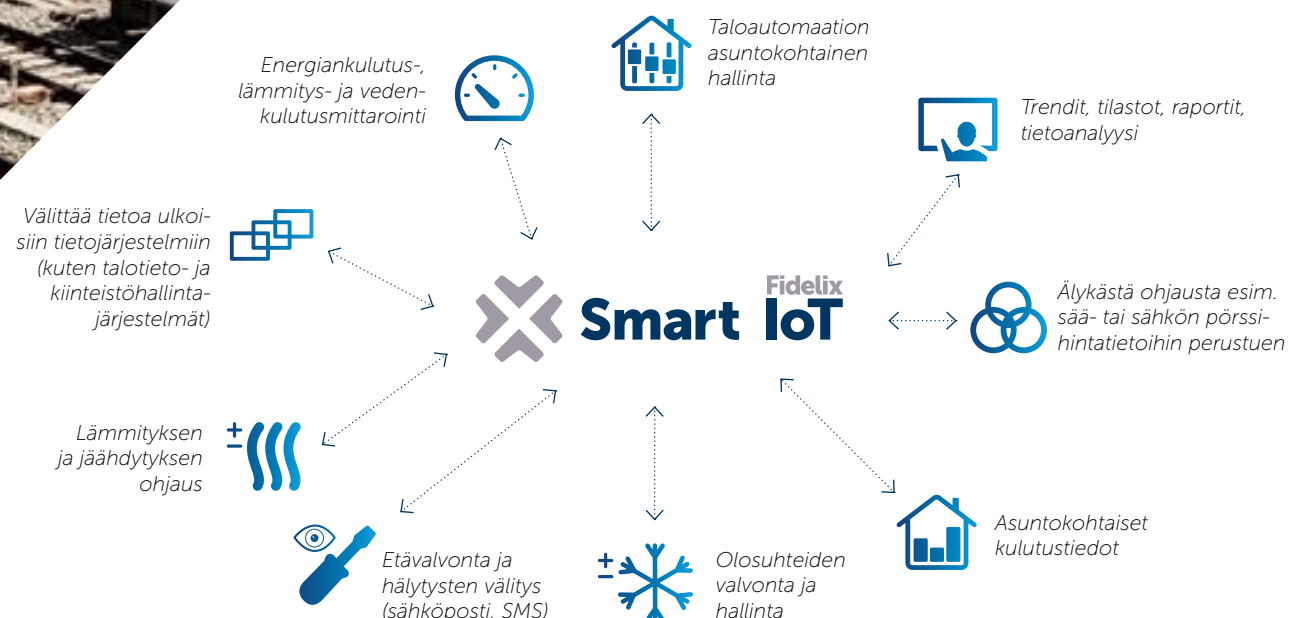 Taloautomaation
asuntokohtainen
hallinta
Energiankulutus-,
lämmitys- ja veden-
kulutusmittarointi
Trendit, tilastot, raportit,
tietoanalyysi
Välittää tietoa ulkoi-
siin tietojärjestelmiin
(kuten talotieto- ja
kiinteistöhallinta-
järjestelmät)
Fidelix
Smart IoT
Älykästä ohjausta esim.
sää- tai sähkön pörssi-
hintatietoihin perustuen
Lämmityksen
ja jäähdytyksen
ohjaus
Asuntokohtaiset
kulutustiedot
Etävalvonta ja
hälytysten välitys
(sähköposti, SMS)
Olosuhteiden
valvonta ja
hallinta